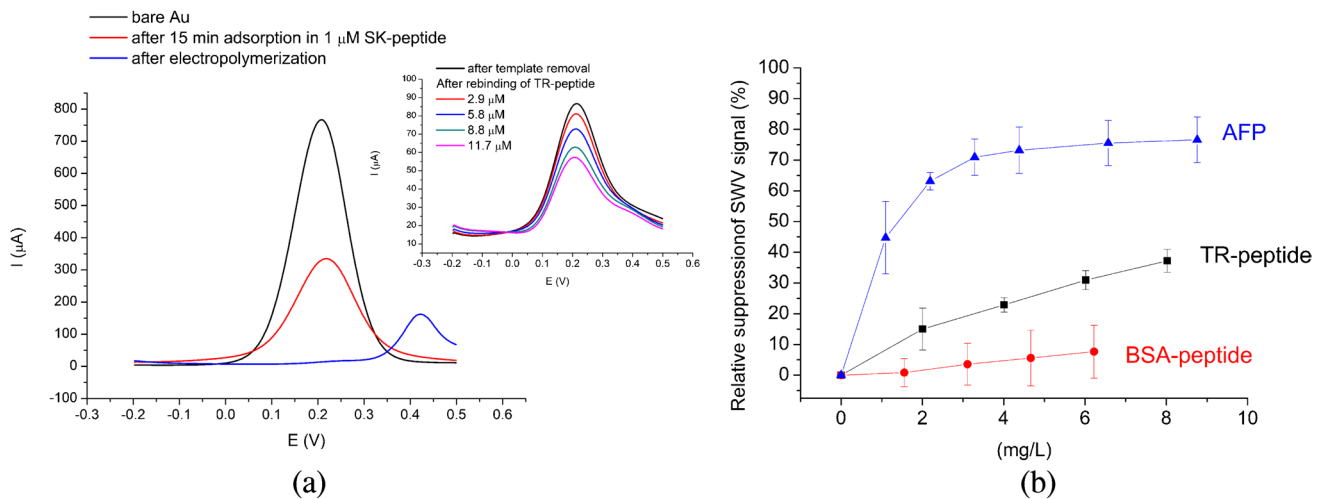 bare Au
after 15 min adsorption in 1 μM SK-peptide
after electropolymerization
800
700
600
500
400
300
200
100
0
-100
I (μA)
-0.3 -0.2 -0.1 0.0 0.1 0.2 0.3 0.4 0.5 0.6
E (V)
after template removal
After rebinding of TR-peptide
2.9 μM
5.8 μM
8.8 μM
11.7 μM
100
90
80
70
60
50
40
30
20
10
I (μA)
-0.3 -0.2 -0.1 0.0 0.1 0.2 0.3 0.4 0.5 0.6
E (V)
(a)
Relative suppressionof SWV signal (%)
100
90
80
70
60
50
40
30
20
10
0
AFP
TR-peptide
BSA-peptide
0 2 4 6 8 10
(mg/L)
(b)